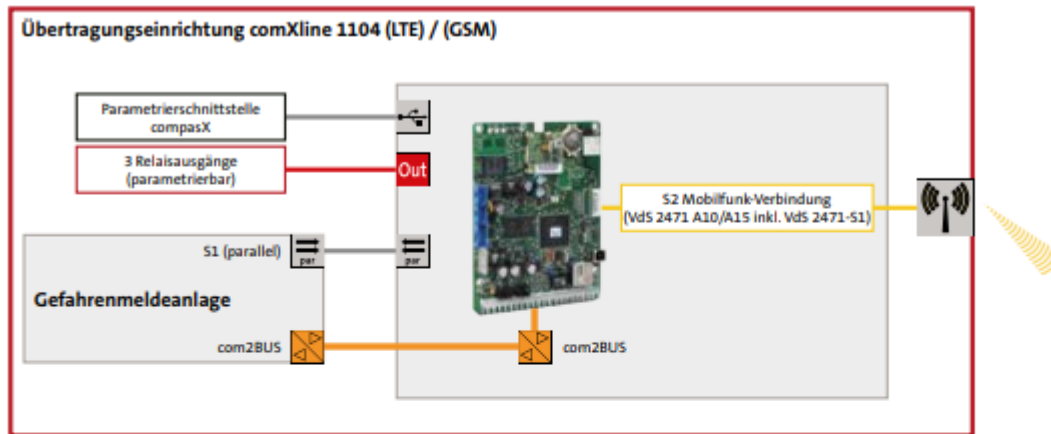 Übertragungseinrichtung comXline 1104 (LTE) / (GSM)
Parametrierschnittstelle
compasX
3 Relaisausgänge
(parametrierbar)
Out
S2 Mobilfunk-Verbindung
(VdS 2471 A10/A15 inkl. VdS 2471-S1)
S1 (parallel)
par
par
Gefahrenmeldeanlage
com2BUS
com2BUS